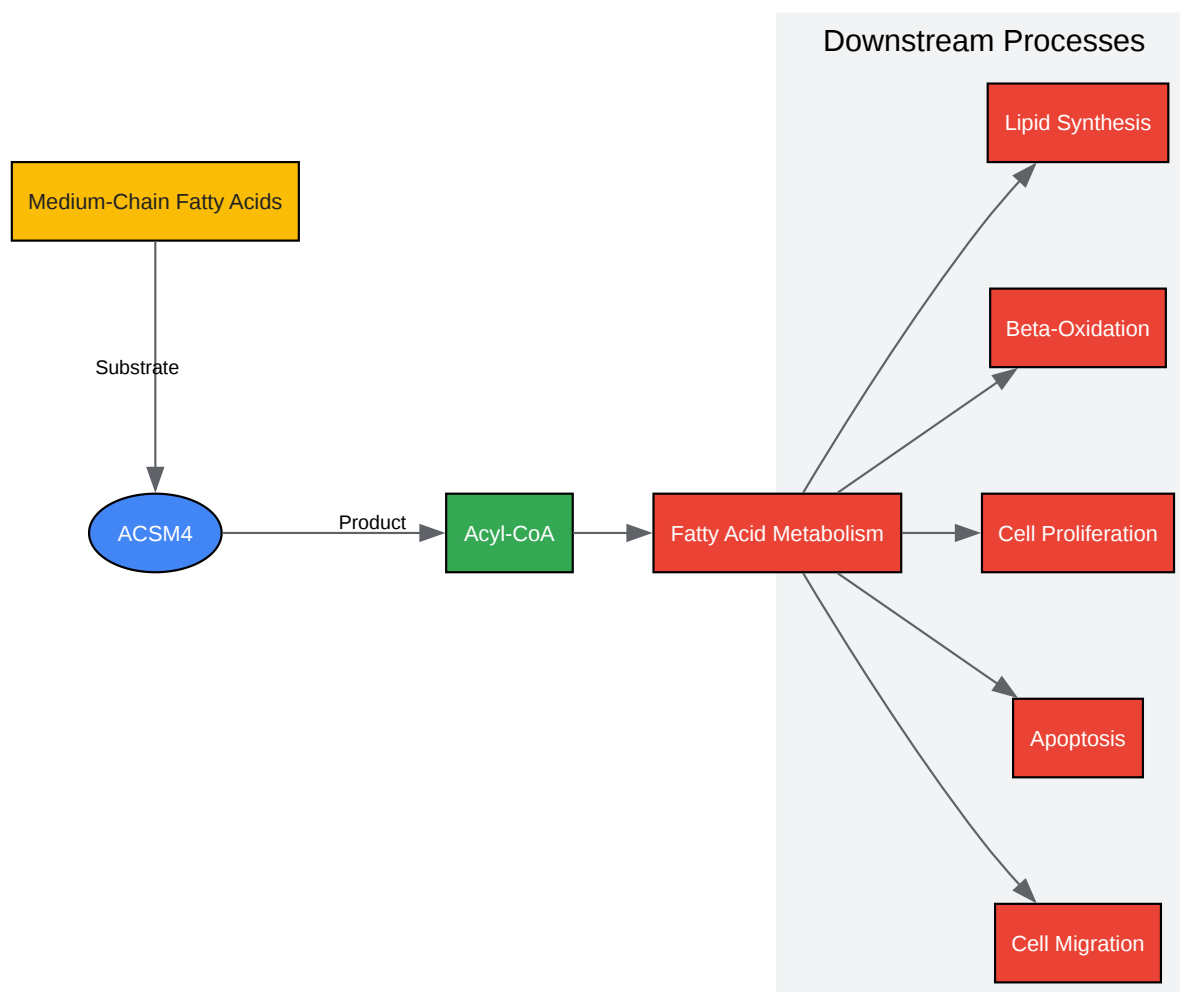 Downstream Processes
Lipid Synthesis
Medium-Chain Fatty Acids
Beta-Oxidation
Substrate
ACSM4
Product
Acyl-CoA
Fatty Acid Metabolism
Cell Proliferation
Apoptosis
Cell Migration